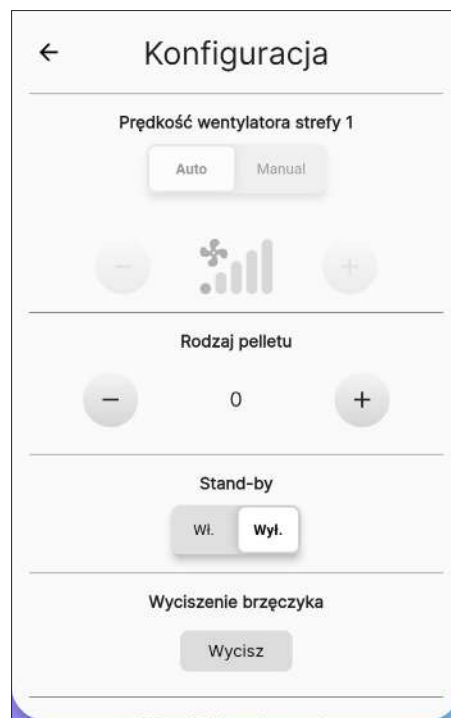 Konfiguracja
Prędkość wentylatora strefy 1
Auto Manual
Rodzaj pelletu
− 0 +
Stand-by
Wł. Wył.
Wyciszenie brzęczyka
Wycisz